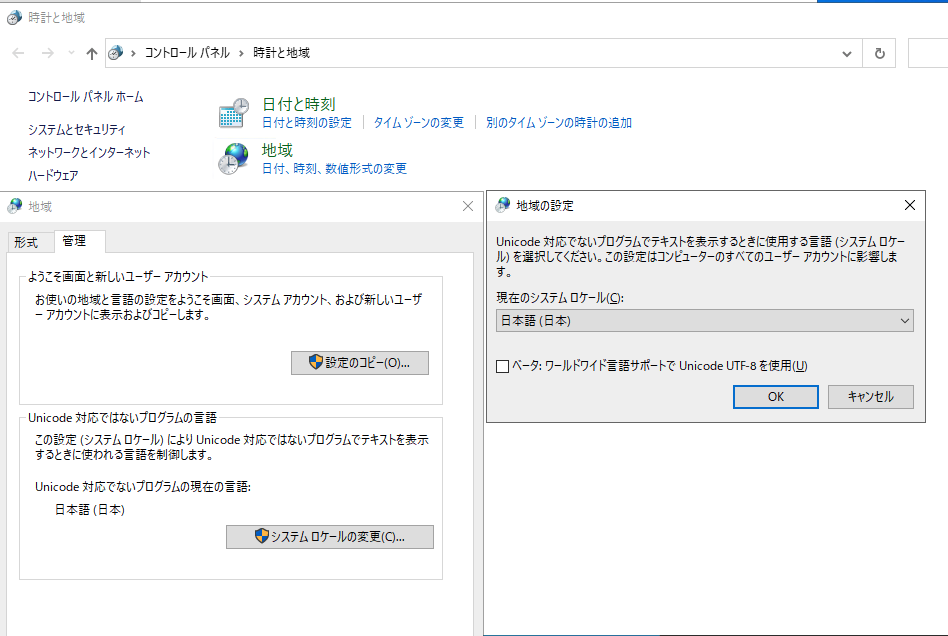 時計と地域
コントロール パネル › 時計と地域
コントロール パネル ホーム
システムとセキュリティ
ネットワークとインターネット
ハードウェア
日付と時刻
日付と時刻の設定 | タイム ゾーンの変更 | 別のタイム ゾーンの時計の追加
地域
日付、時刻、数値形式の変更
地域
形式 管理
ようこそ画面と新しいユーザー アカウント
お使いの地域と言語の設定をようこそ画面、システム アカウント、および新しいユーザ
ー アカウントに表示およびコピーします。
設定のコピー(O)...
Unicode 対応ではないプログラムの言語
この設定 (システム ロケール) により Unicode 対応ではないプログラムでテキストを表示
するときに使われる言語を制御します。
Unicode 対応でないプログラムの現在の言語:
日本語 (日本)
システム ロケールの変更(C)...
地域の設定
Unicode 対応でないプログラムでテキストを表示するときに使用する言語 (システム ロケー
ル) を選択してください。この設定はコンピューターのすべてのユーザー アカウントに影響しま
す。
現在のシステム ロケール(C):
日本語 (日本)
ベータ: ワールドワイド言語サポートで Unicode UTF-8 を使用(U)
OK キャンセル